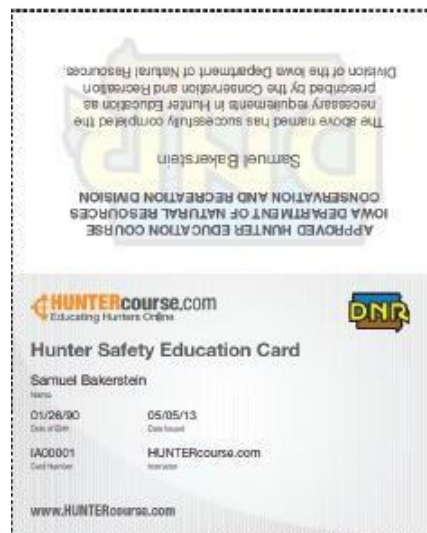 APPROVED HUNTER EDUCATION COURSE
IOWA DEPARTMENT OF NATURAL RESOURCES
CONSERVATION AND RECREATION DIVISION
Samuel Bakerstein
The above named has successfully completed the
necessary requirements in Hunter Education as
prescribed by the Conservation and Recreation
Division of the Iowa Department of Natural Resources.
HUNTERcourse.com
Educating Hunters Online
DNR
Hunter Safety Education Card
Samuel Bakerstein
Name
01/26/90 05/05/13
Date of Birth Date Issued
IA00001 HUNTERcourse.com
Card Number Instructor
www.HUNTERcourse.com